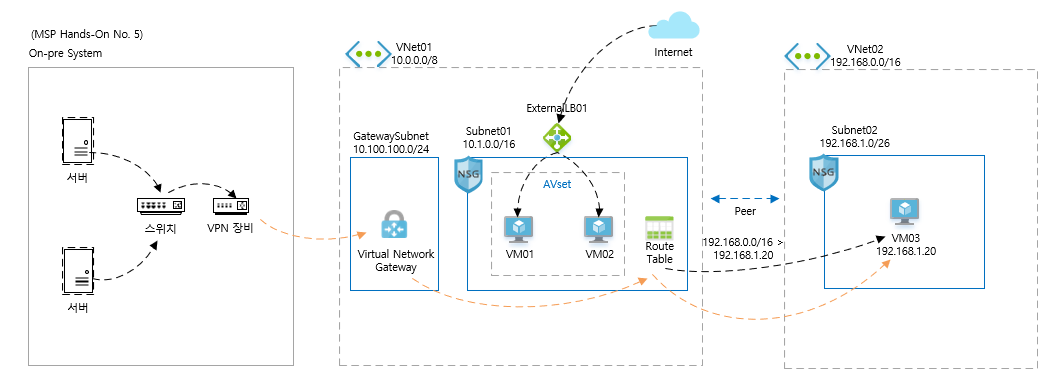 (MSP Hands-On No. 5)
On-pre System
서버
스위치
VPN 장비
서버
VNet01
10.0.0.0/8
Internet
ExternalLB01
GatewaySubnet
10.100.100.0/24
Subnet01
10.1.0.0/16
NSG
AVset
VM01
VM02
Virtual Network
Gateway
Route
Table
Peer
192.168.0.0/16 >
192.168.1.20
VNet02
192.168.0.0/16
Subnet02
192.168.1.0/26
NSG
VM03
192.168.1.20